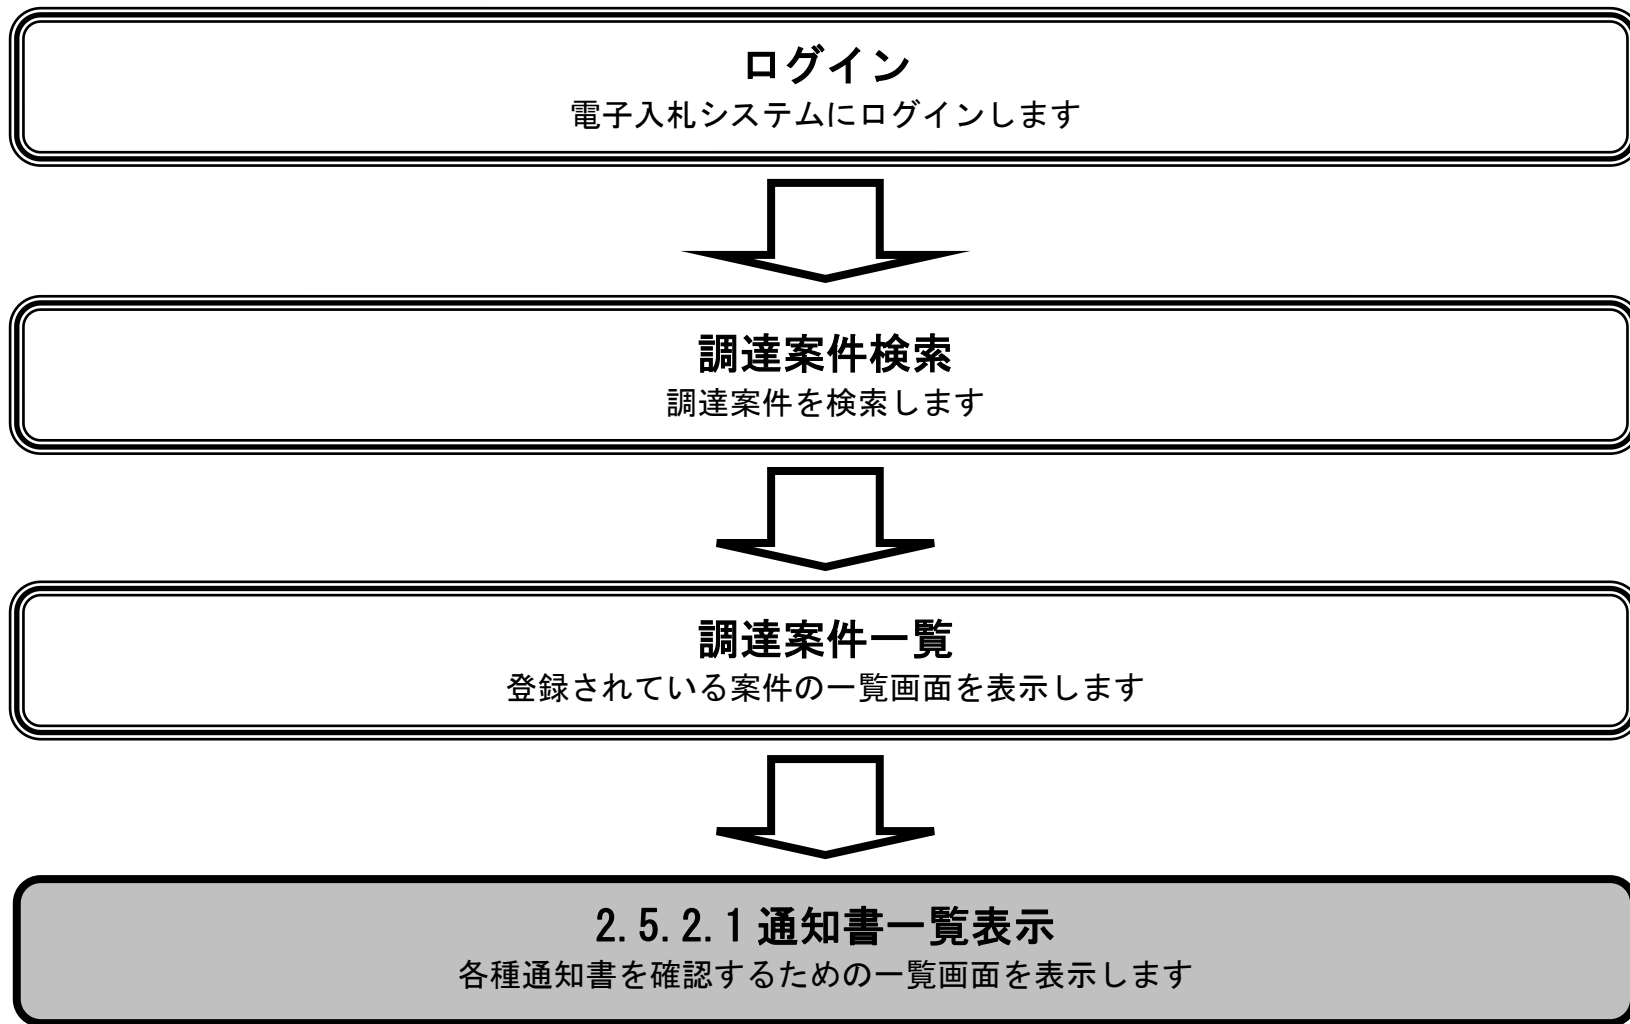 ログイン
電子入札システムにログインします
調達案件検索
調達案件を検索します
調達案件一覧
登録されている案件の一覧画面を表示します
2.5.2.1 通知書一覧表示
各種通知書を確認するための一覧画面を表示します